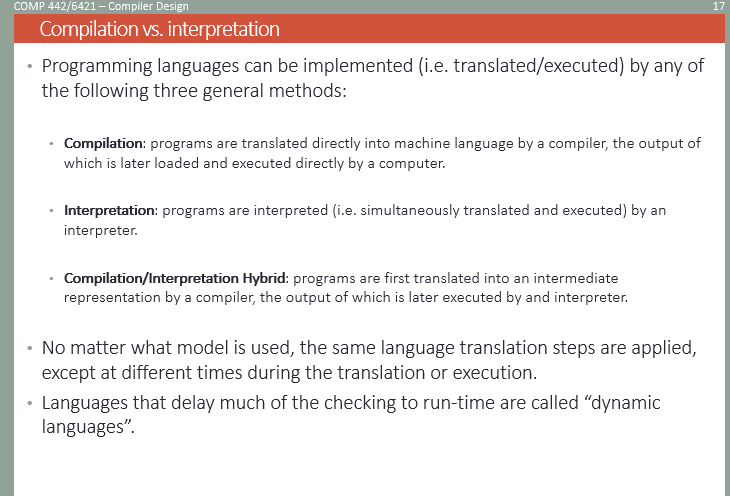 COMP 442/6421 – Compiler Design
17
Compilation vs. interpretation
• Programming languages can be implemented (i.e. translated/executed) by any of
the following three general methods:
• Compilation: programs are translated directly into machine language by a compiler, the output of
which is later loaded and executed directly by a computer.
• Interpretation: programs are interpreted (i.e. simultaneously translated and executed) by an
interpreter.
• Compilation/Interpretation Hybrid: programs are first translated into an intermediate
representation by a compiler, the output of which is later executed by and interpreter.
• No matter what model is used, the same language translation steps are applied,
except at different times during the translation or execution.
• Languages that delay much of the checking to run-time are called “dynamic
languages”.